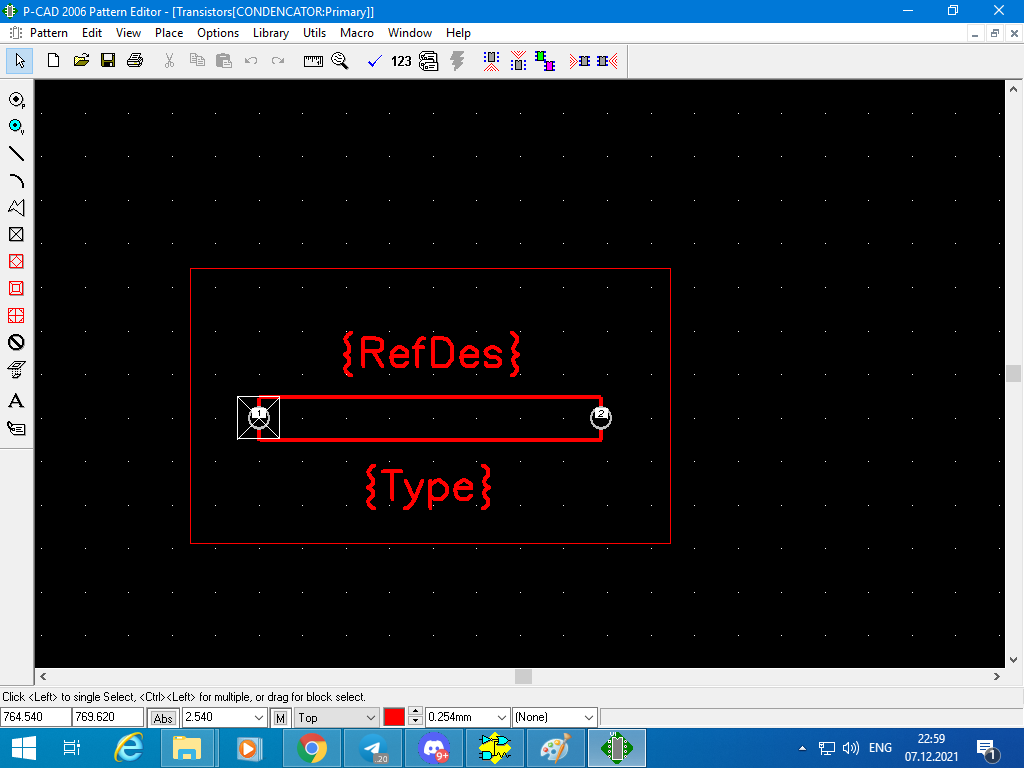 P-CAD 2006 Pattern Editor - [Transistors[CONDENCATOR:Primary]]
Pattern Edit View Place Options Library Utils Macro Window Help
123
{RefDes}
1 2
{Type}
Click <Left> to single Select, <Ctrl><Left> for multiple, or drag for block select.
764.540 769.620 Abs 2.540 M Top 0.254mm (None)
20 9+ ENG 22:59 07.12.2021 1